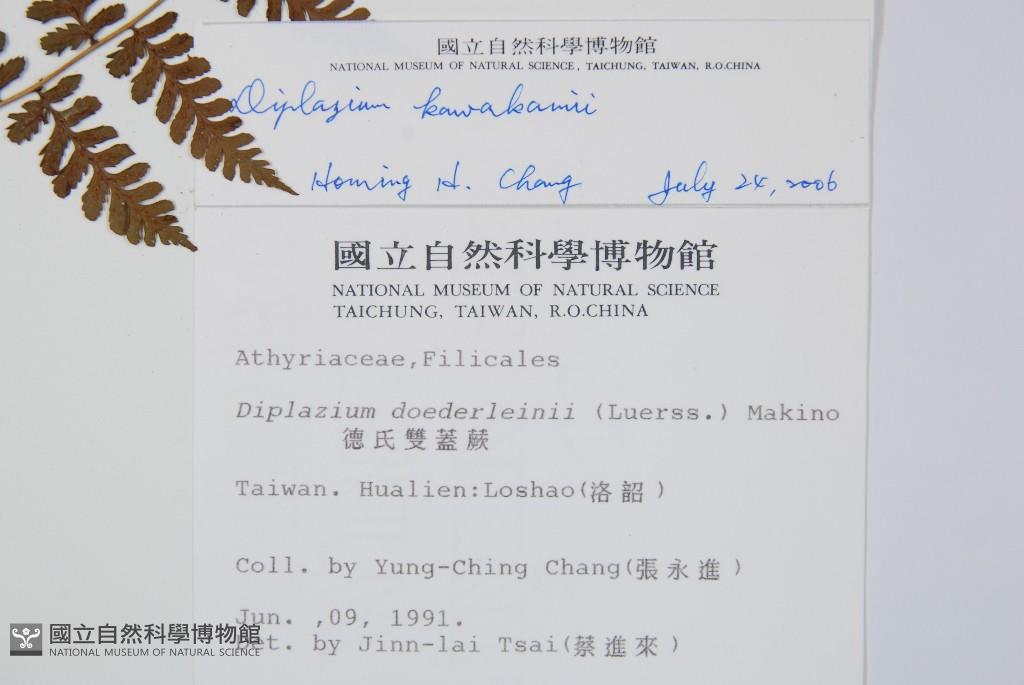 國立自然科學博物館
NATIONAL MUSEUM OF NATURAL SCIENCE, TAICHUNG, TAIWAN, R.O.CHINA
Diplazium kawakamii
Homing H. Chang July 24, 2006
國立自然科學博物館
NATIONAL MUSEUM OF NATURAL SCIENCE
TAICHUNG, TAIWAN, R.O.CHINA
Athyriaceae,Filicales
Diplazium doederleinii (Luerss.) Makino
德氏雙蓋蕨
Taiwan. Hualien:Loshao(洛韶)
Coll. by Yung-Ching Chang(張永進)
Jun. ,09, 1991.
Det. by Jinn-lai Tsai(蔡進來)
國立自然科學博物館
NATIONAL MUSEUM OF NATURAL SCIENCE